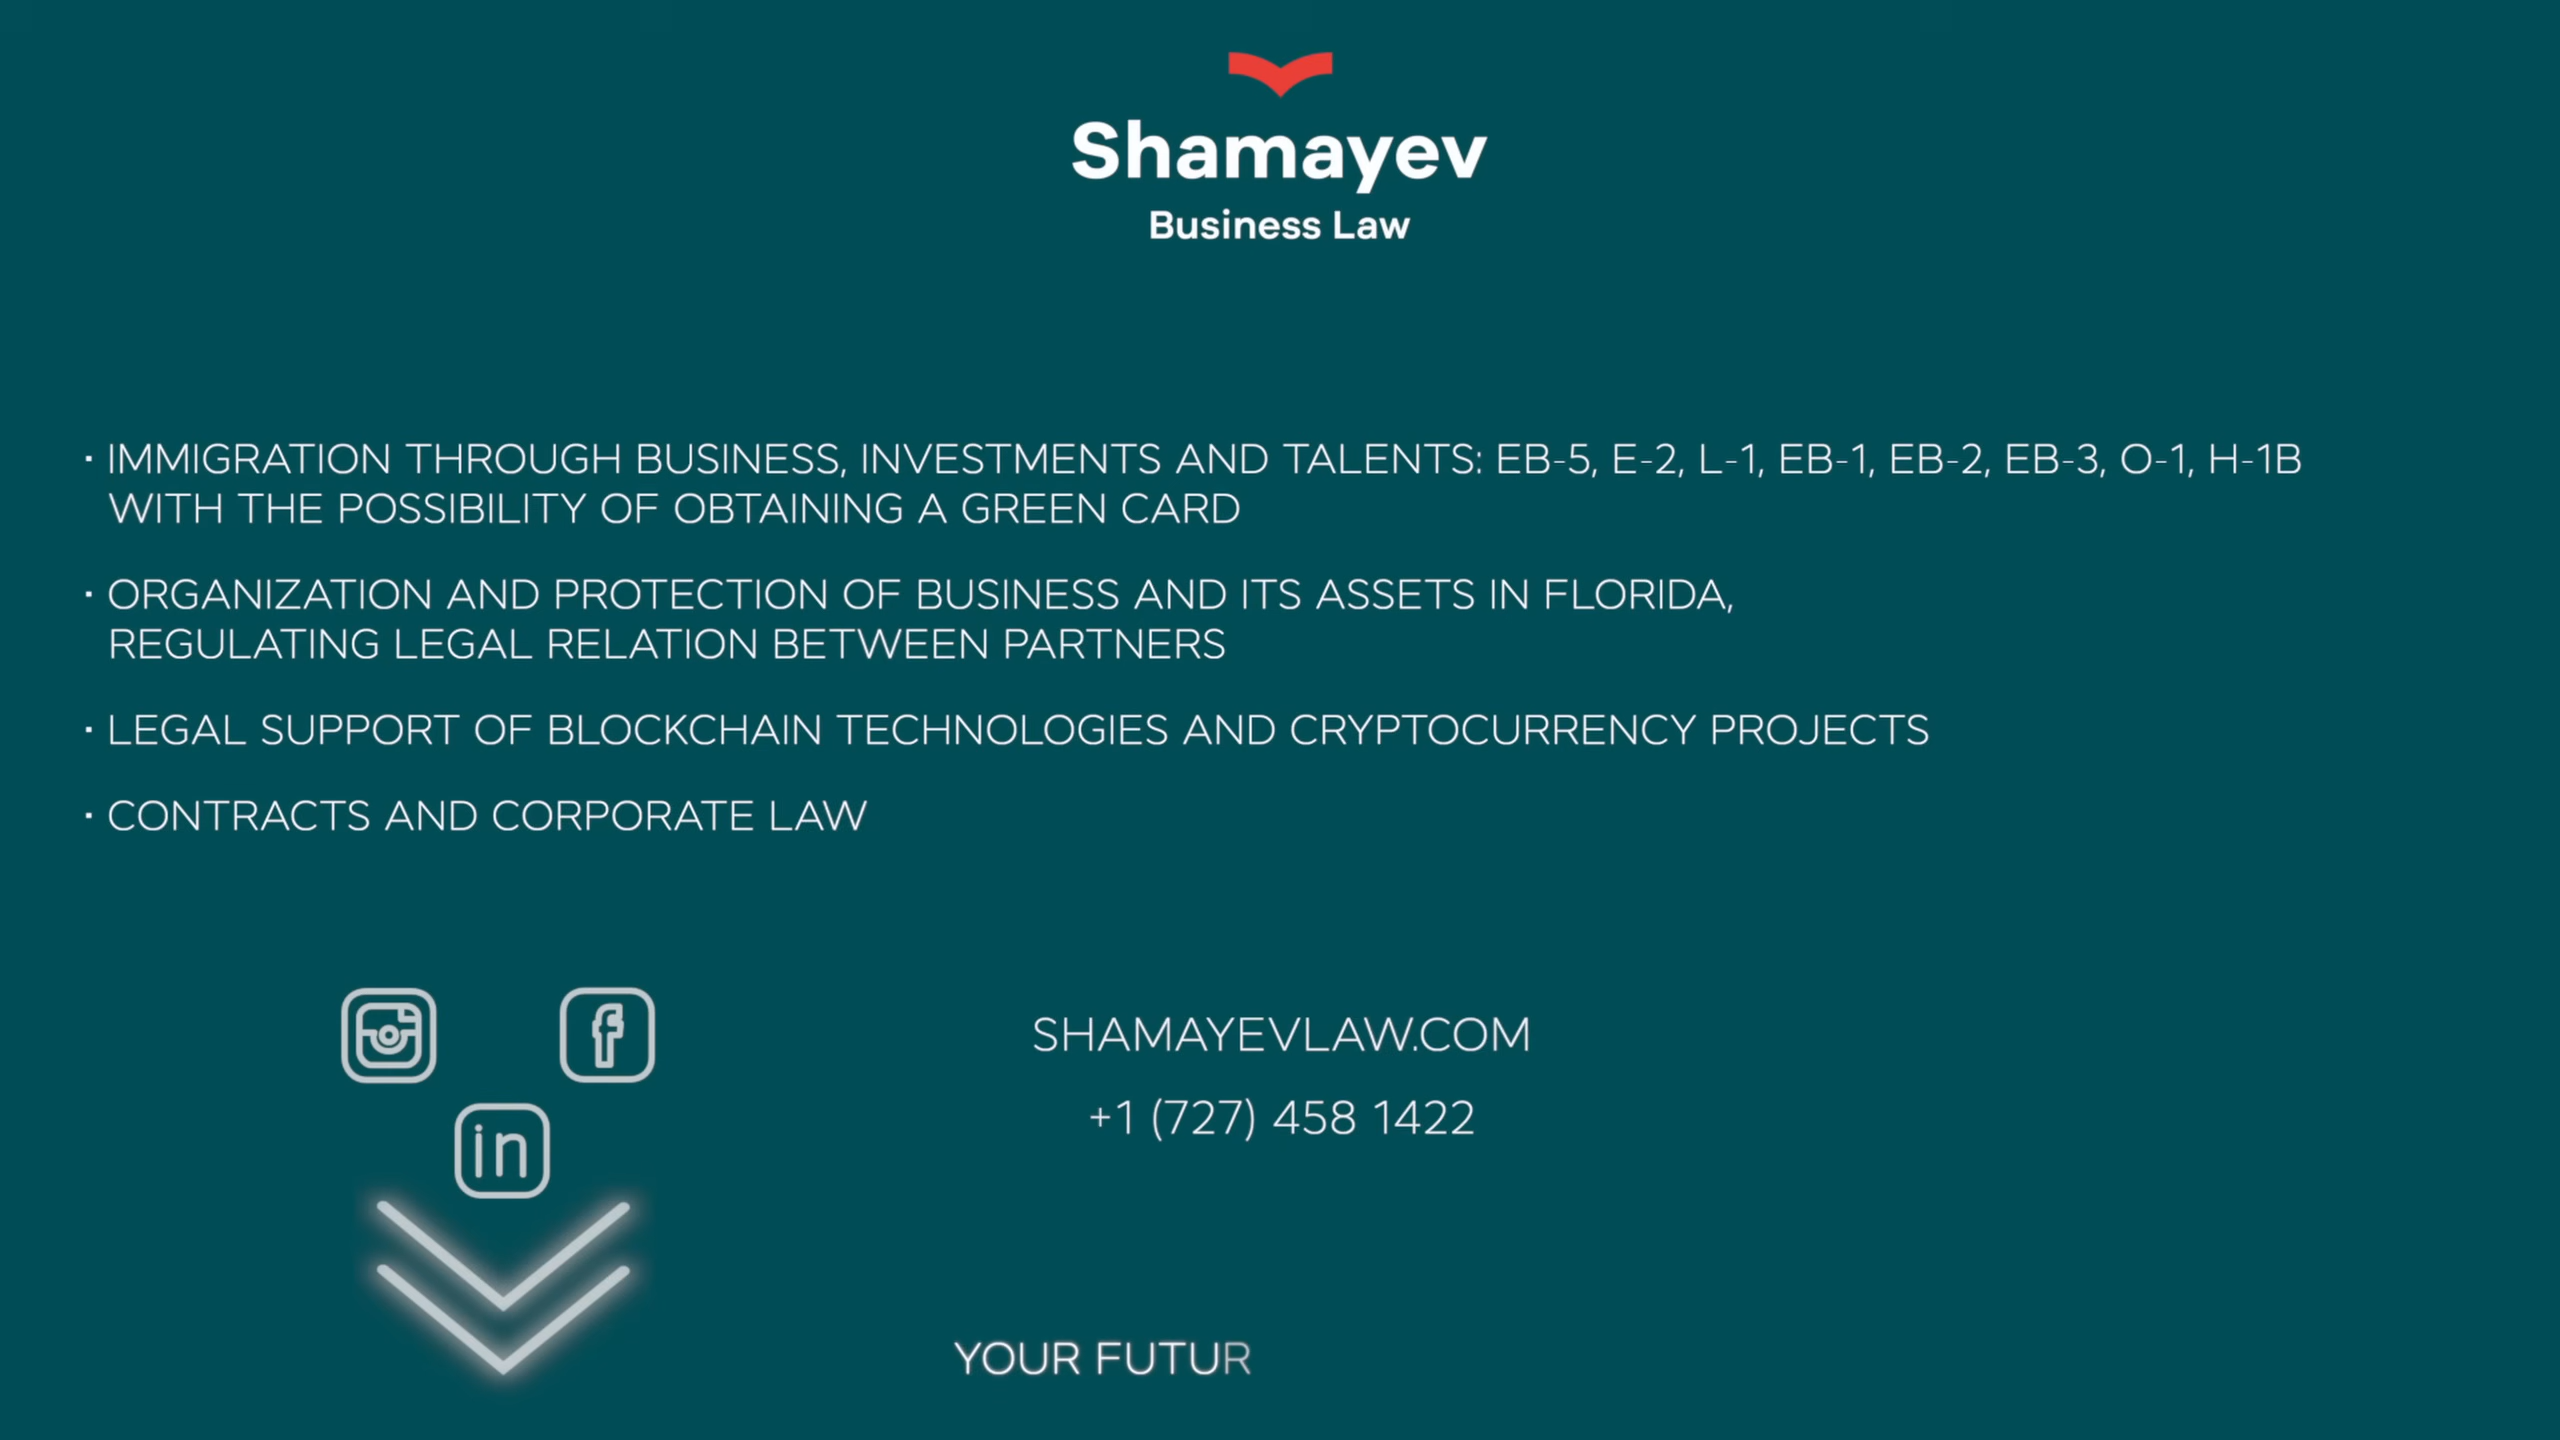 Shamayev
Business Law
· IMMIGRATION THROUGH BUSINESS, INVESTMENTS AND TALENTS: EB-5, E-2, L-1, EB-1, EB-2, EB-3, O-1, H-1B
WITH THE POSSIBILITY OF OBTAINING A GREEN CARD
· ORGANIZATION AND PROTECTION OF BUSINESS AND ITS ASSETS IN FLORIDA,
REGULATING LEGAL RELATION BETWEEN PARTNERS
· LEGAL SUPPORT OF BLOCKCHAIN TECHNOLOGIES AND CRYPTOCURRENCY PROJECTS
· CONTRACTS AND CORPORATE LAW
f
in
SHAMAYEVLAW.COM
+1 (727) 458 1422
YOUR FUTUR